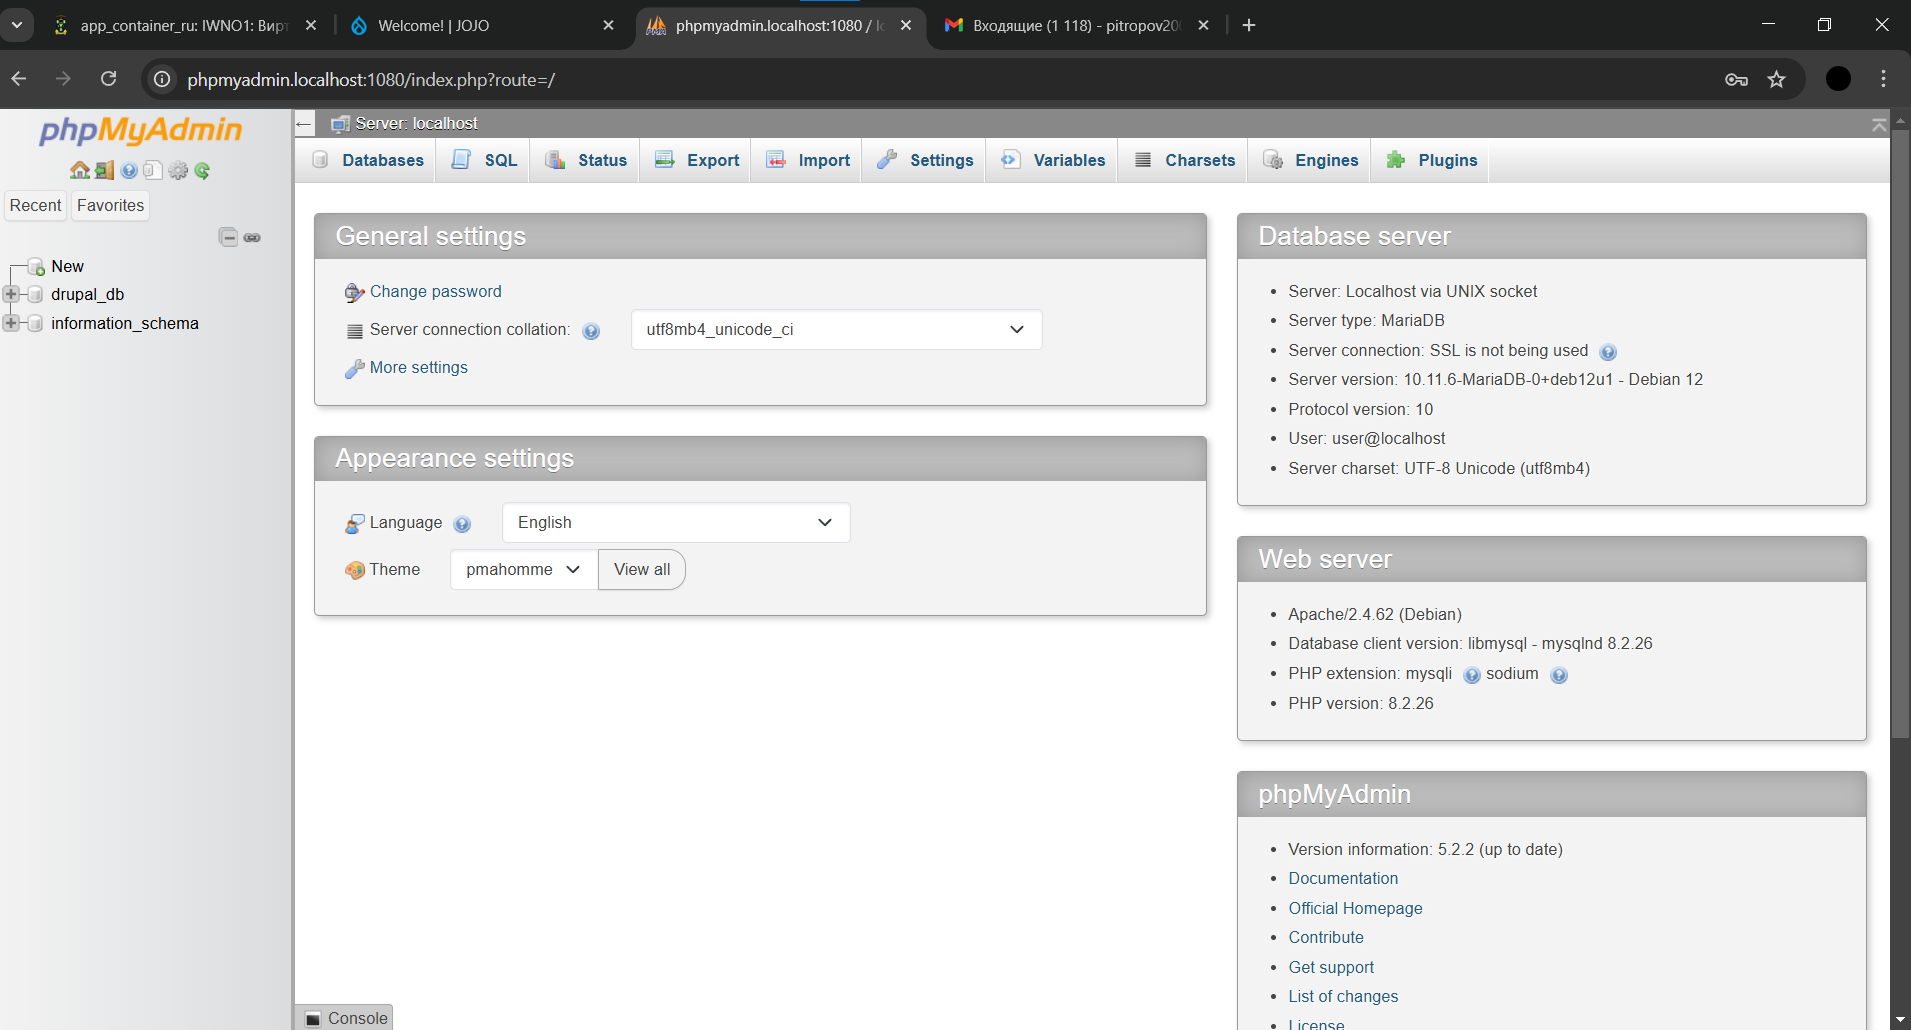 app_container_ru: IWNO1: Вирт
Welcome! | JOJO
phpmyadmin.localhost:1080 / lo
Входящие (1 118) - pitropov200
phpmyadmin.localhost:1080/index.php?route=/
phpMyAdmin
Recent
Favorites
New
drupal_db
information_schema
Server: localhost
Databases
SQL
Status
Export
Import
Settings
Variables
Charsets
Engines
Plugins
General settings
Change password
Server connection collation:
utf8mb4_unicode_ci
More settings
Appearance settings
Language
English
Theme
pmahomme
View all
Database server
Server: Localhost via UNIX socket
Server type: MariaDB
Server connection: SSL is not being used
Server version: 10.11.6-MariaDB-0+deb12u1 - Debian 12
Protocol version: 10
User: user@localhost
Server charset: UTF-8 Unicode (utf8mb4)
Web server
Apache/2.4.62 (Debian)
Database client version: libmysql - mysqlnd 8.2.26
PHP extension: mysqli sodium
PHP version: 8.2.26
phpMyAdmin
Version information: 5.2.2 (up to date)
Documentation
Official Homepage
Contribute
Get support
List of changes
License
Console